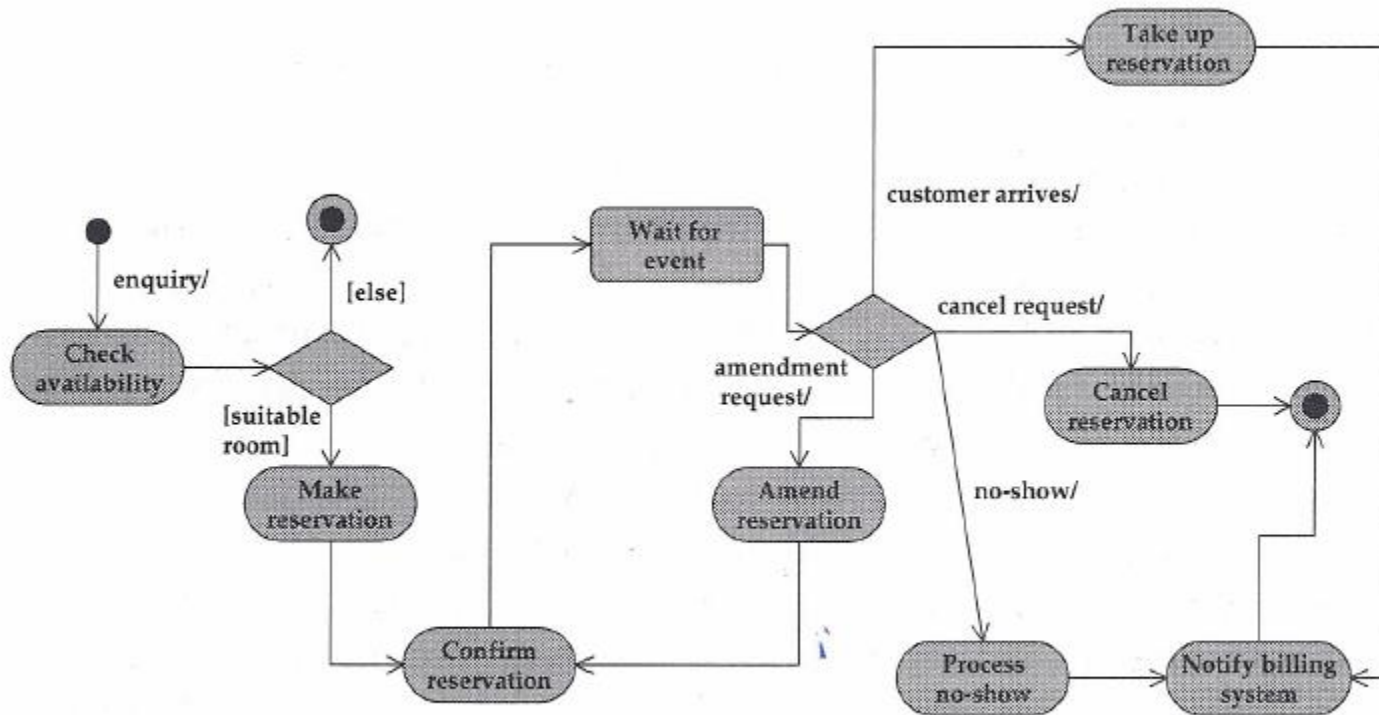 Take up
reservation
customer arrives/
Wait for
event
enquiry/
[else]
cancel request/
Check
availability
amendment
request/
Cancel
reservation
[suitable
room]
Make
reservation
Amend
reservation
no-show/
Confirm
reservation
Process
no-show
Notify billing
system